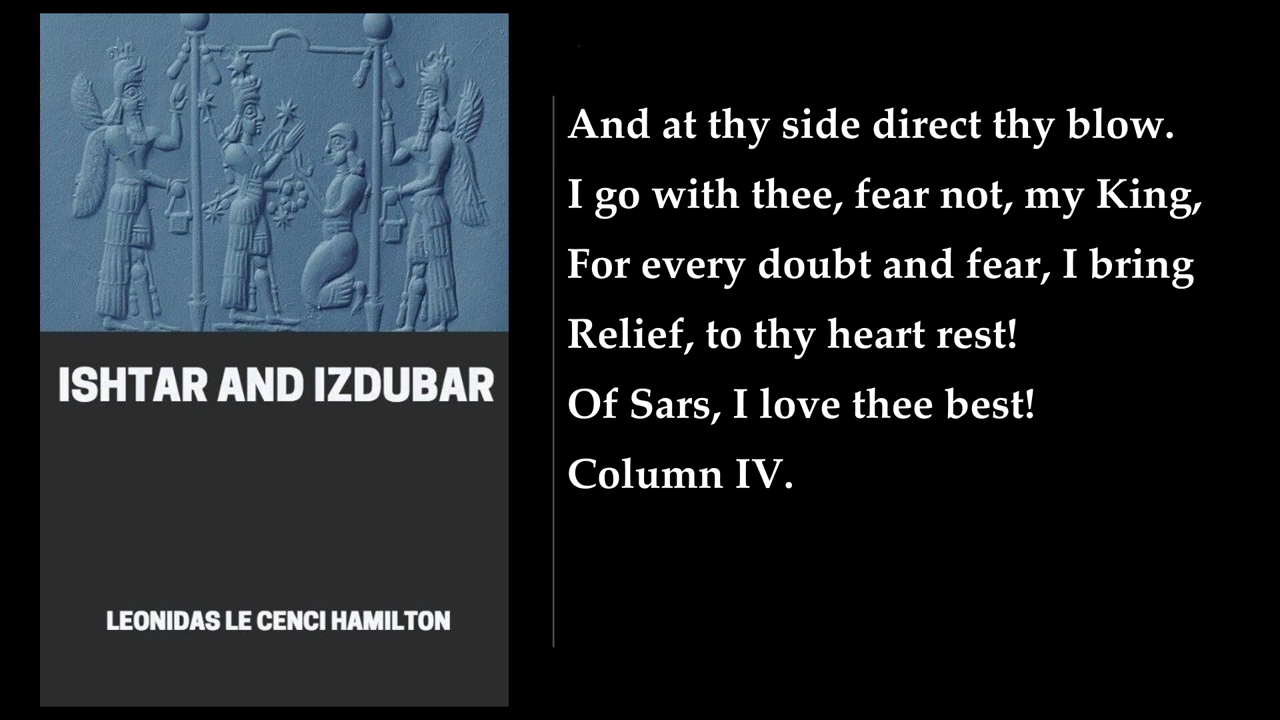 ISHTAR AND IZDUBAR
LEONIDAS LE CENCI HAMILTON
And at thy side direct thy blow.
I go with thee, fear not, my King,
For every doubt and fear, I bring
Relief, to thy heart rest!
Of Sars, I love thee best!
Column IV.